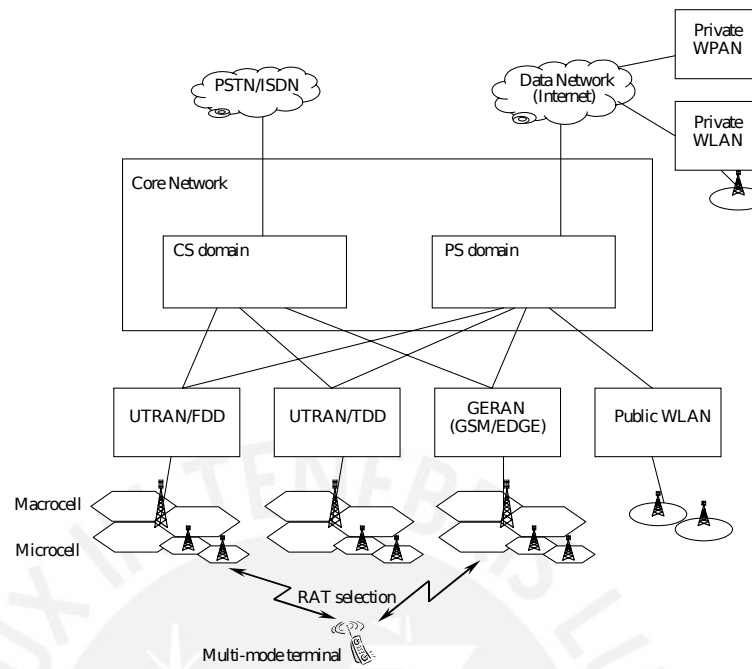 Private
WPAN
PSTN/ISDN
Data Network
(Internet)
Private
WLAN
Core Network
CS domain
PS domain
UTRAN/FDD
UTRAN/TDD
GERAN
(GSM/EDGE)
Public WLAN
Macrocell
Microcell
RAT selection
Multi-mode terminal